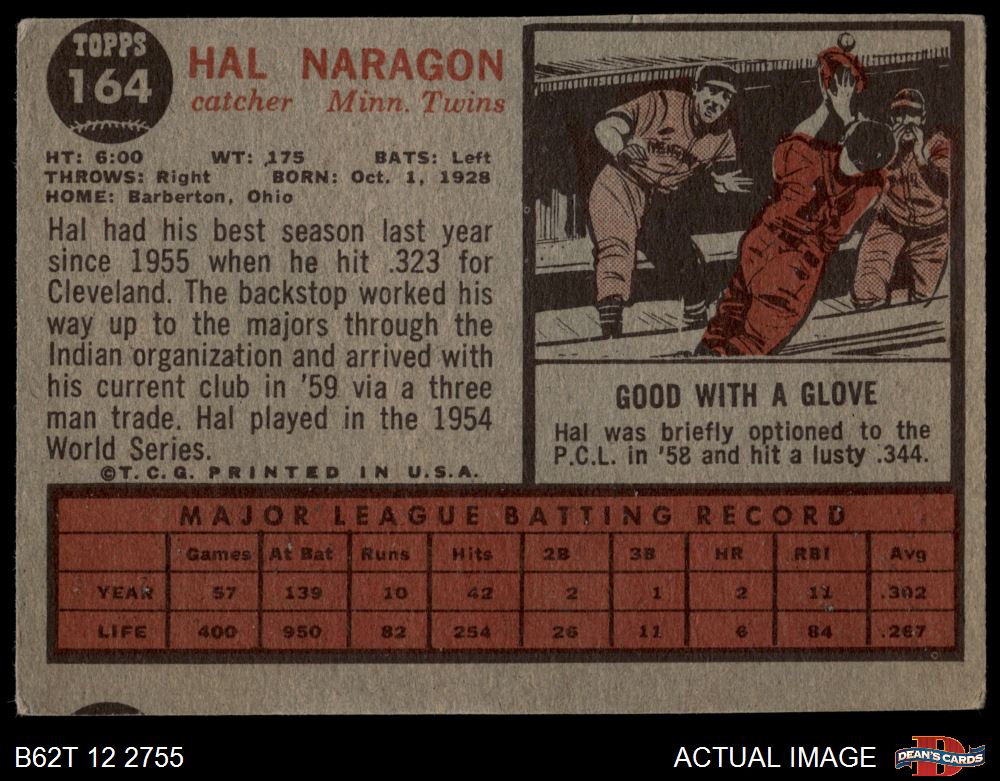 TOPPS
164
HAL NARAGON
catcher Minn. Twins
HT: 6:00 WT: 175 BATS: Left
THROWS: Right BORN: Oct. 1, 1928
HOME: Barberton, Ohio
Hal had his best season last year
since 1955 when he hit .323 for
Cleveland. The backstop worked his
way up to the majors through the
Indian organization and arrived with
his current club in '59 via a three
man trade. Hal played in the 1954
World Series.
©T.C.G. PRINTED IN U.S.A.
GOOD WITH A GLOVE
Hal was briefly optioned to the
P.C.L. in '58 and hit a lusty .344.
MAJOR LEAGUE BATTING RECORD
Games At Bat Runs Hits 2B 3B HR RBI Avg
YEAR 57 139 10 42 2 1 2 11 .302
LIFE 400 950 82 254 26 11 6 84 .267
B62T 12 2755
ACTUAL IMAGE
D
DEAN'S CARDS